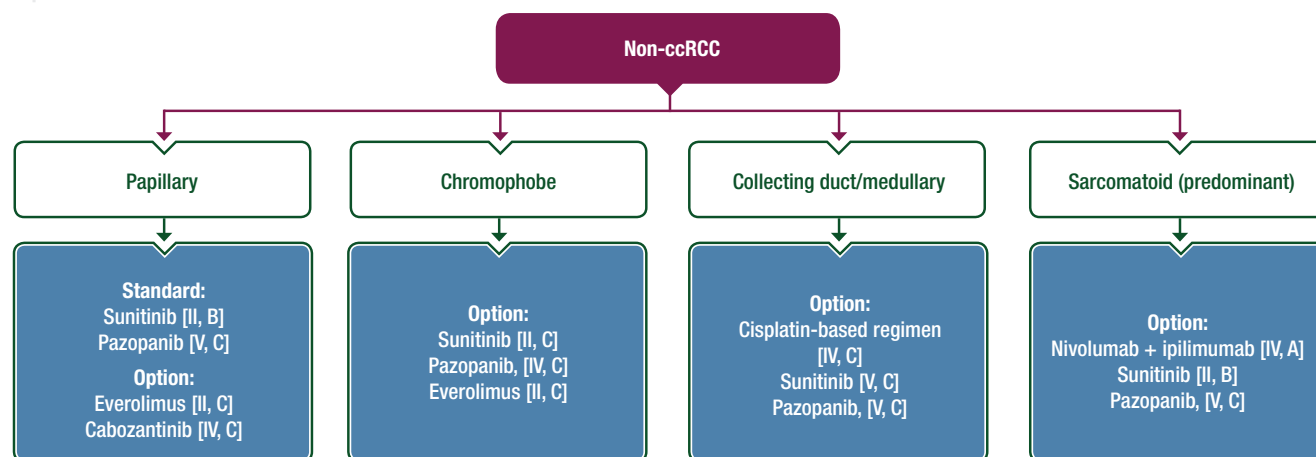 Non-ccRCC
Papillary
Chromophobe
Collecting duct/medullary
Sarcomatoid (predominant)
Standard:
Sunitinib [II, B]
Pazopanib [V, C]
Option:
Everolimus [II, C]
Cabozantinib [IV, C]
Option:
Sunitinib [II, C]
Pazopanib, [IV, C]
Everolimus [II, C]
Option:
Cisplatin-based regimen
[IV, C]
Sunitinib [V, C]
Pazopanib, [V, C]
Option:
Nivolumab + ipilimumab [IV, A]
Sunitinib [II, B]
Pazopanib, [V, C]